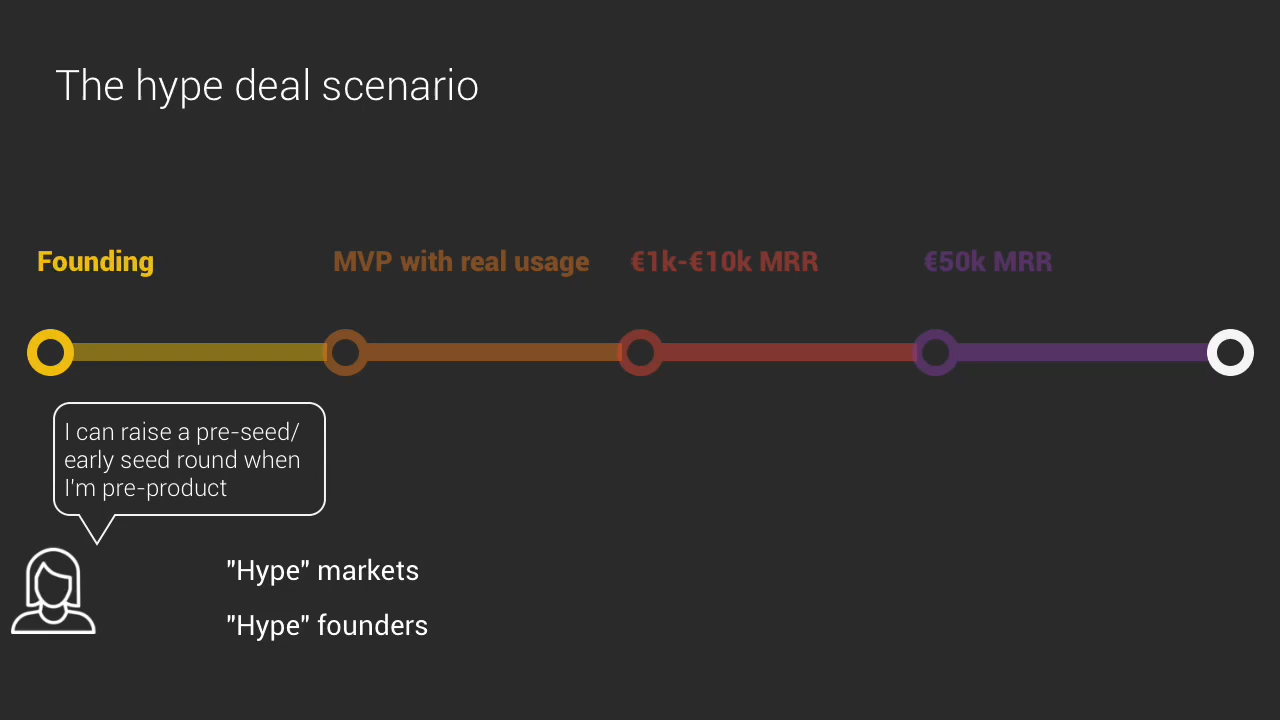 The hype deal scenario
Founding
MVP with real usage
€1k-€10k MRR
€50k MRR
I can raise a pre-seed/
early seed round when
I'm pre-product
"Hype" markets
"Hype" founders